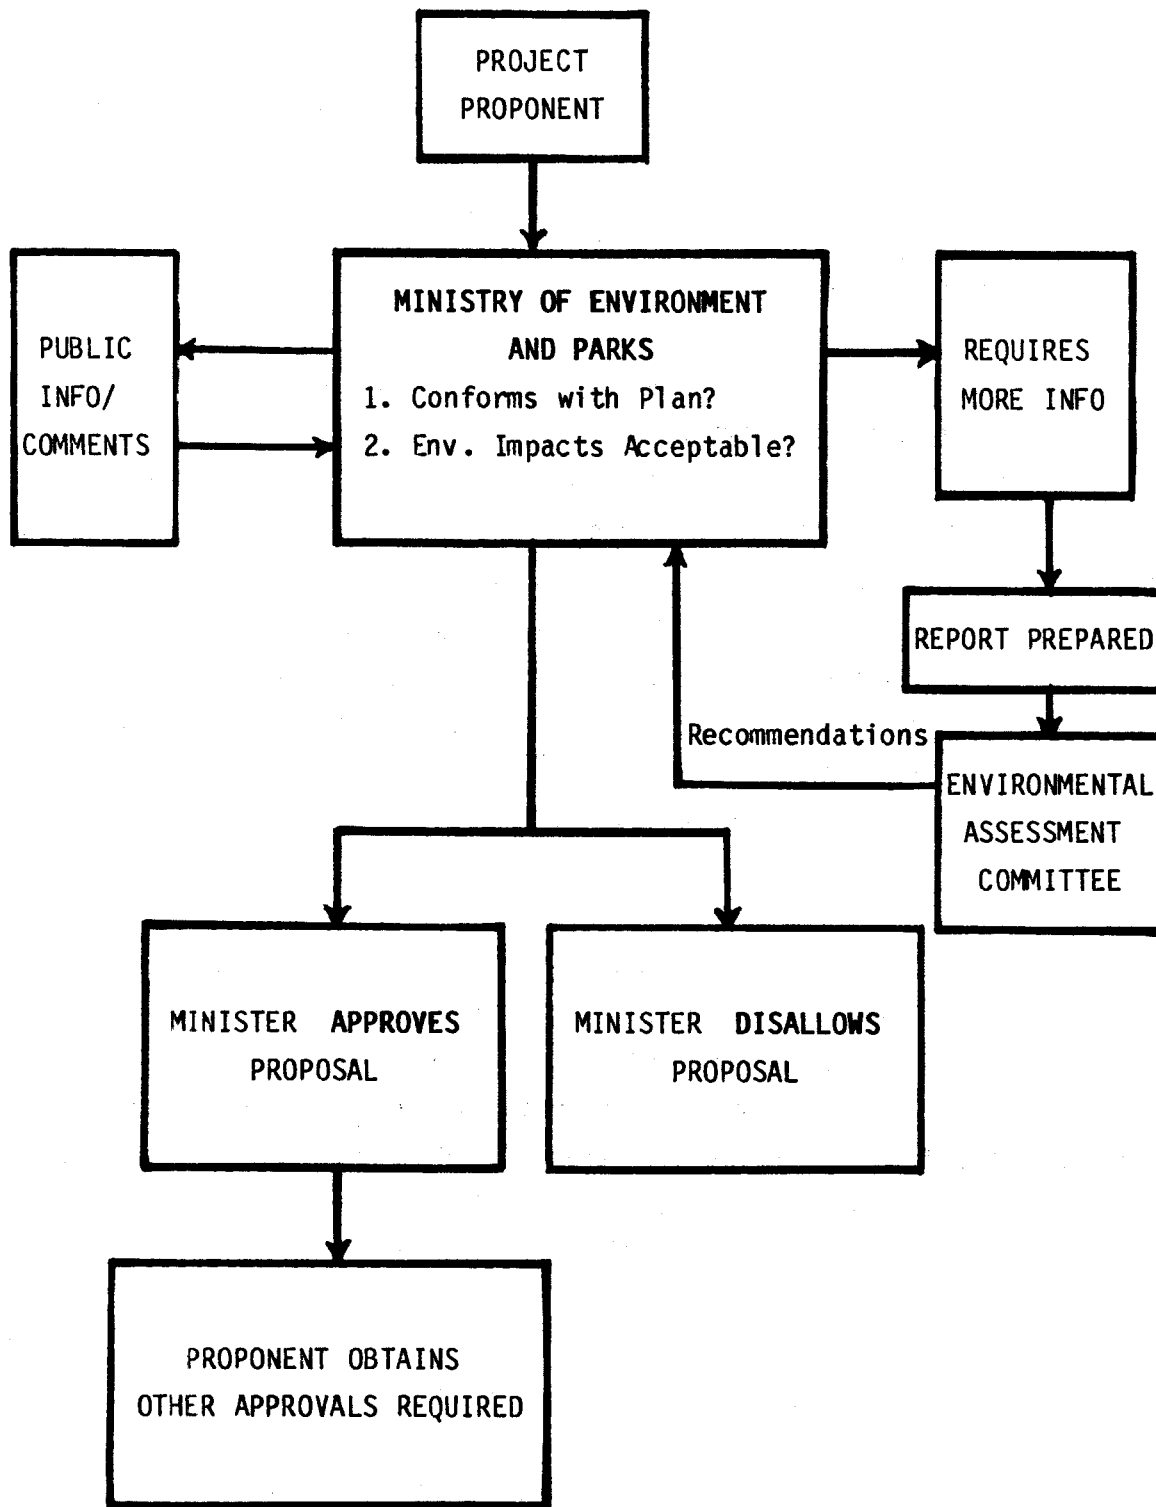 PROJECT
PROPONENT
MINISTRY OF ENVIRONMENT
AND PARKS
1. Conforms with Plan?
2. Env. Impacts Acceptable?
PUBLIC
INFO/
COMMENTS
REQUIRES
MORE INFO
REPORT PREPARED
Recommendations
ENVIRONMENTAL
ASSESSMENT
COMMITTEE
MINISTER APPROVES
PROPOSAL
MINISTER DISALLOWS
PROPOSAL
PROPONENT OBTAINS
OTHER APPROVALS REQUIRED